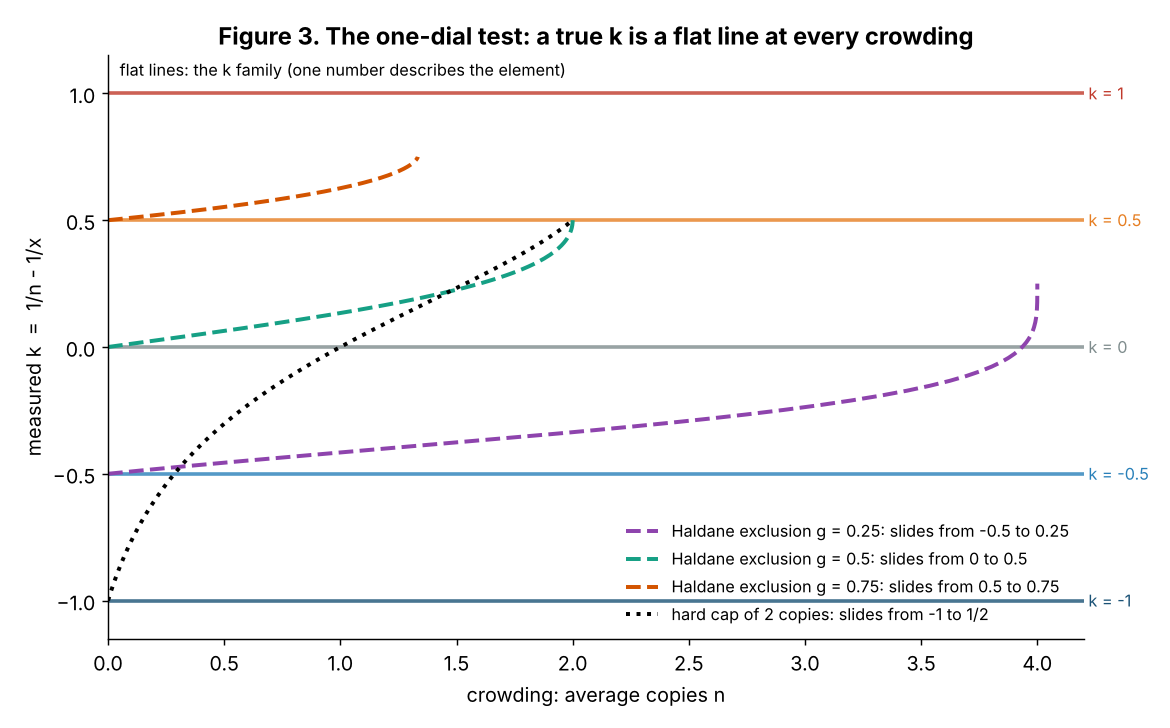 Figure 3. The one-dial test: a true k is a flat line at every crowding
flat lines: the k family (one number describes the element)
measured k = 1/n - 1/x
1.0
0.5
0.0
−0.5
−1.0
k = 1
k = 0.5
k = 0
k = -0.5
k = -1
Haldane exclusion g = 0.25: slides from -0.5 to 0.25
Haldane exclusion g = 0.5: slides from 0 to 0.5
Haldane exclusion g = 0.75: slides from 0.5 to 0.75
hard cap of 2 copies: slides from -1 to 1/2
0.0 0.5 1.0 1.5 2.0 2.5 3.0 3.5 4.0
crowding: average copies n